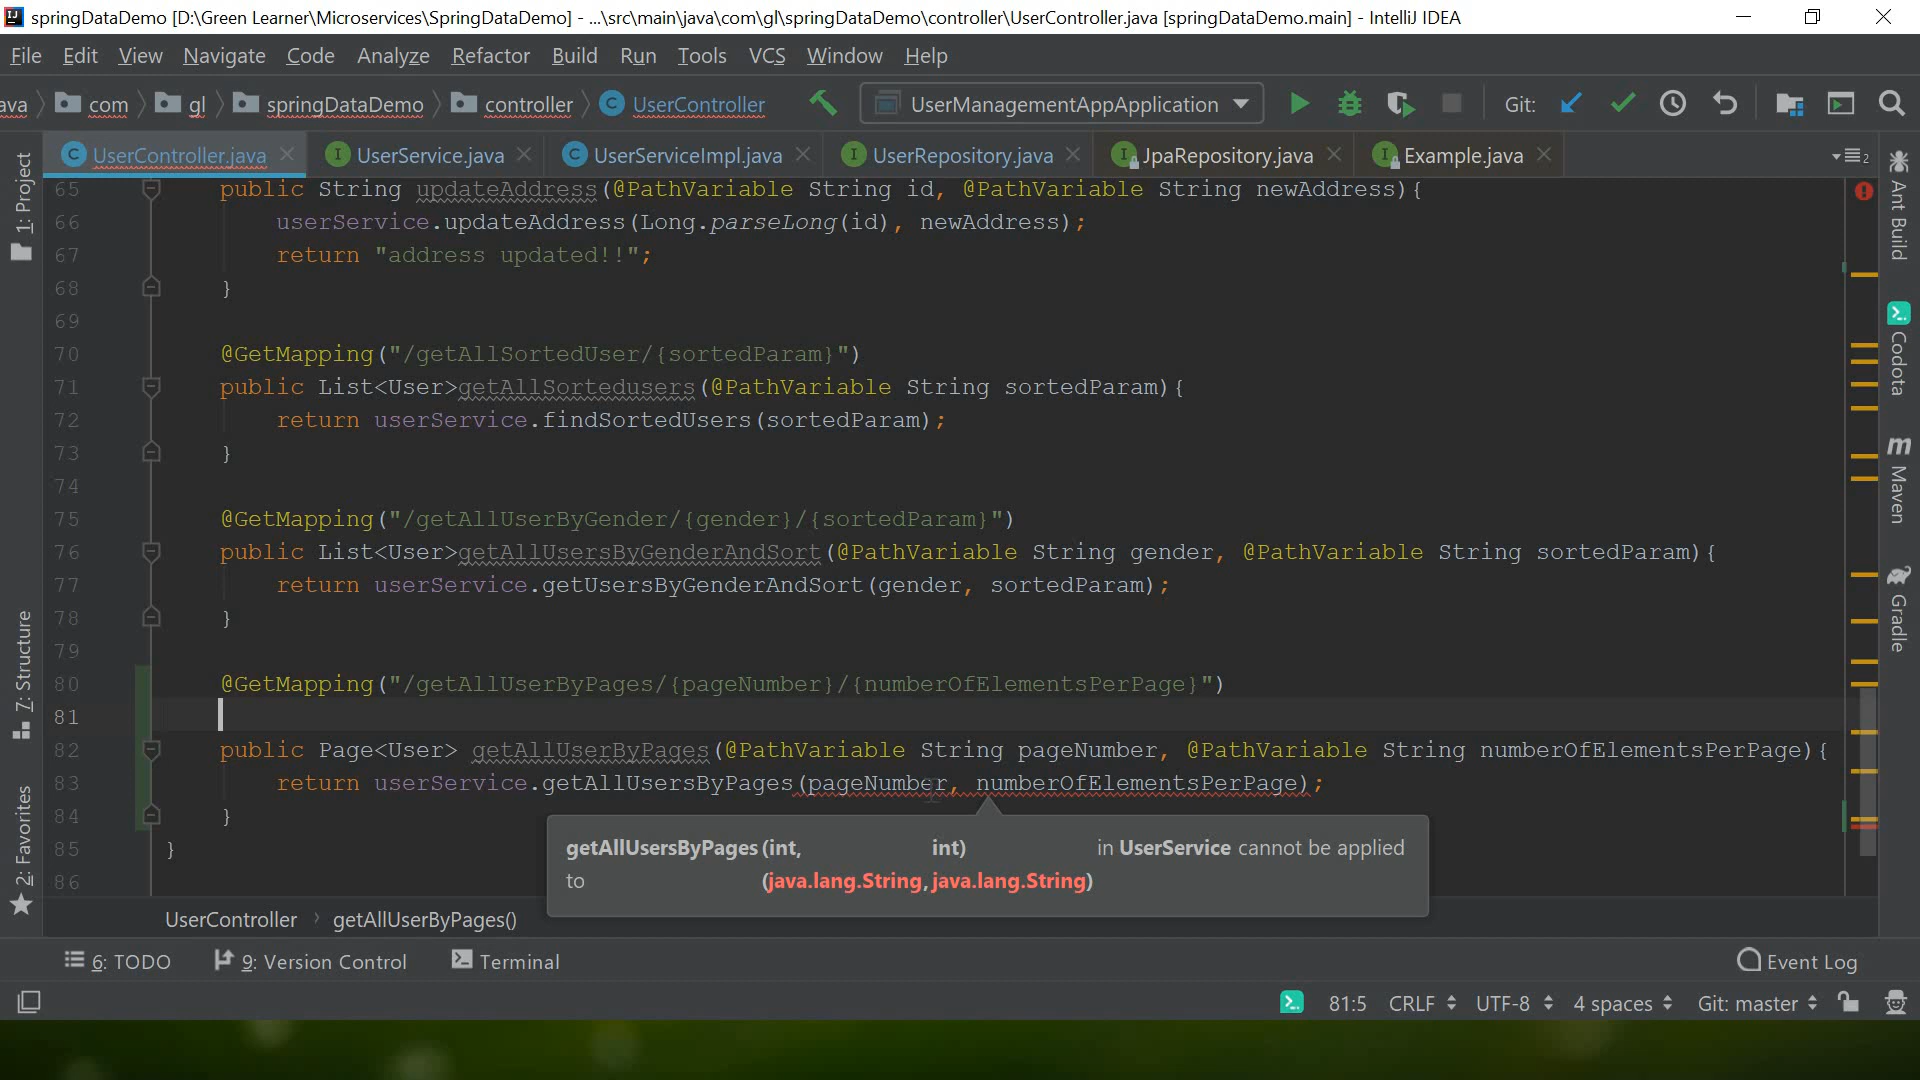 springDataDemo [D:\Green Learner\Microservices\SpringDataDemo] - ...\src\main\java\com\gl\springDataDemo\controller\UserController.java [springDataDemo.main] - IntelliJ IDEA
File Edit View Navigate Code Analyze Refactor Build Run Tools VCS Window Help
ava com gl springDataDemo controller UserController UserManagementAppApplication Git:
UserController.java UserService.java UserServiceImpl.java UserRepository.java JpaRepository.java Example.java 2
65 public String updateAddress(@PathVariable String id, @PathVariable String newAddress){
66 userService.updateAddress(Long.parseLong(id), newAddress);
67 return "address updated!!";
68 }
69
70 @GetMapping("/getAllSortedUser/{sortedParam}")
71 public List<User>getAllSortedusers(@PathVariable String sortedParam){
72 return userService.findSortedUsers(sortedParam);
73 }
74
75 @GetMapping("/getAllUserByGender/{gender}/{sortedParam}")
76 public List<User>getAllUsersByGenderAndSort(@PathVariable String gender, @PathVariable String sortedParam){
77 return userService.getUsersByGenderAndSort(gender, sortedParam);
78 }
79
80 @GetMapping("/getAllUserByPages/{pageNumber}/{numberOfElementsPerPage}")
81
82 public Page<User> getAllUserByPages(@PathVariable String pageNumber, @PathVariable String numberOfElementsPerPage){
83 return userService.getAllUsersByPages(pageNumber, numberOfElementsPerPage);
84 }
85 }
86
getAllUsersByPages (int, int) in UserService cannot be applied
to (java.lang.String, java.lang.String)
UserController getAllUserByPages()
1: Project
7: Structure
2: Favorites
Ant Build
Codota
m Maven
Gradle
6: TODO 9: Version Control Terminal Event Log
81:5 CRLF UTF-8 4 spaces Git: master